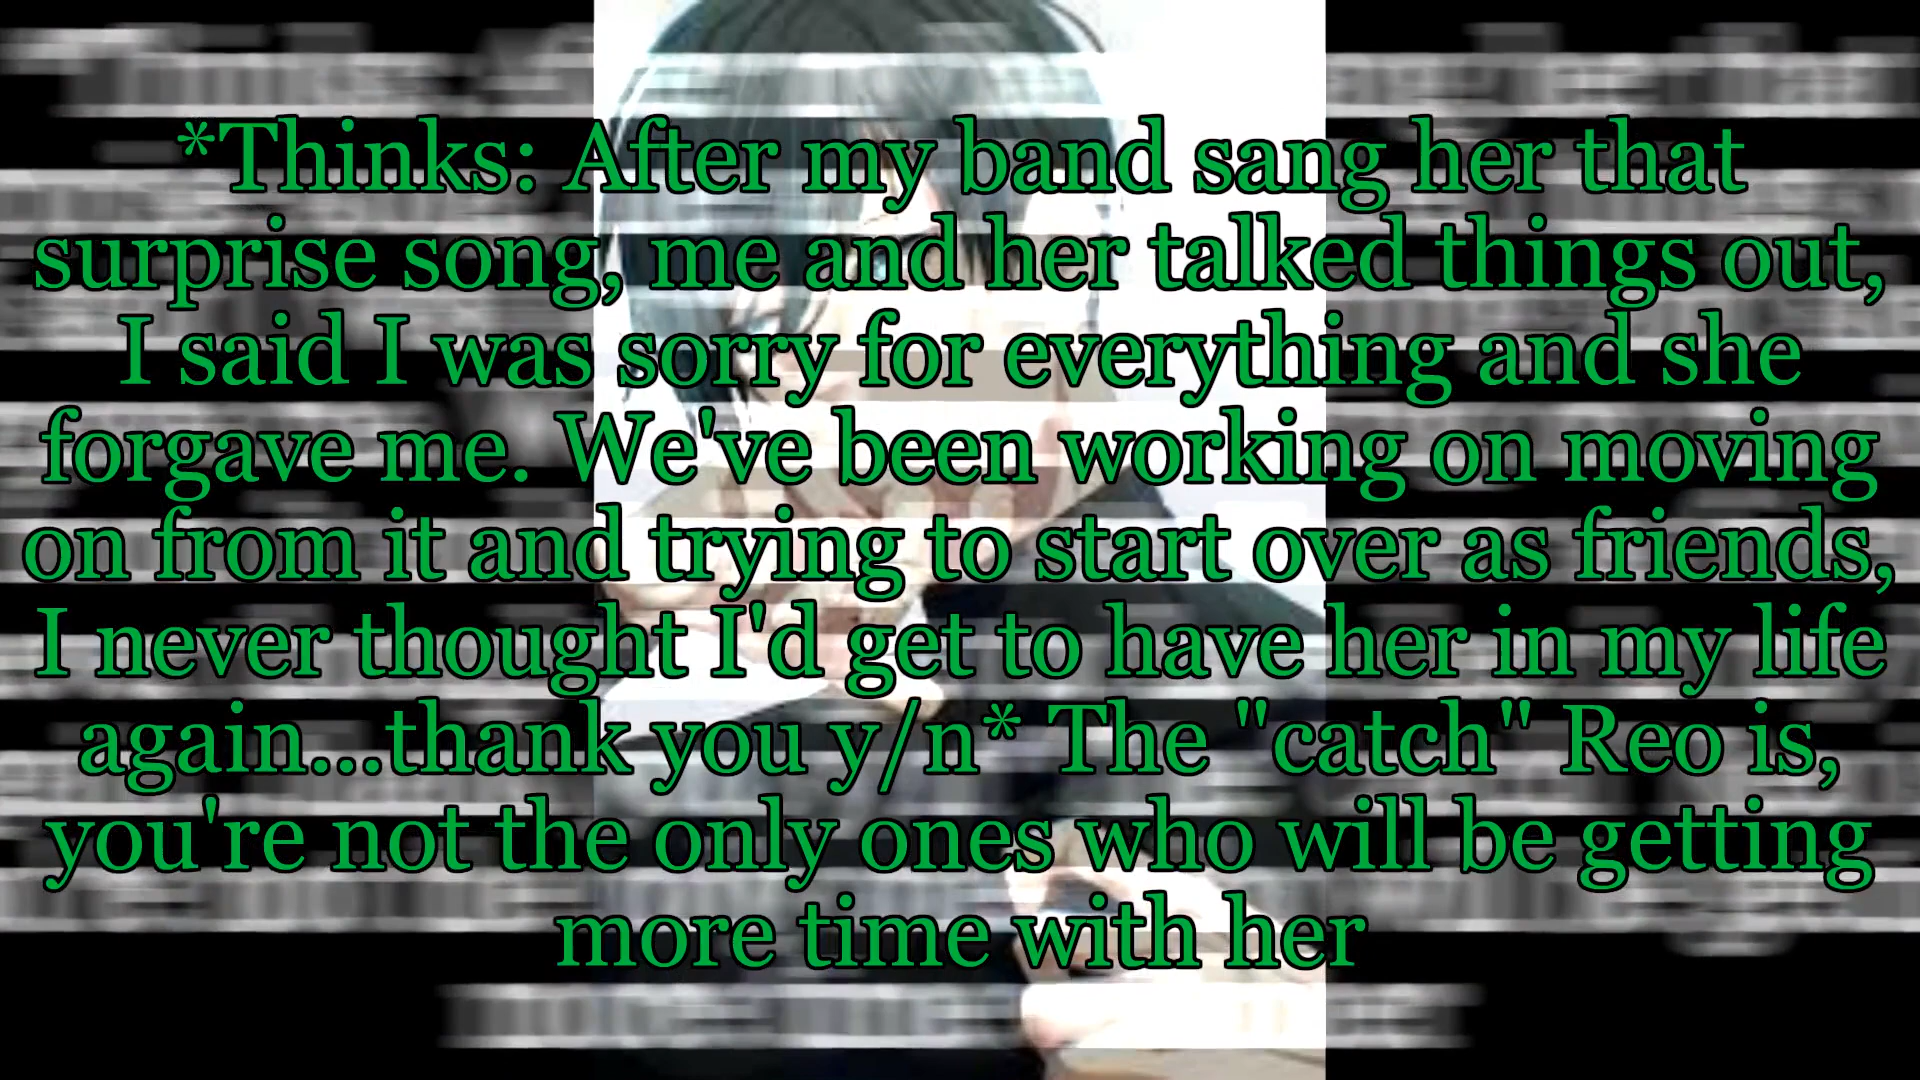 *Thinks: After my band sang her that
surprise song, me and her talked things out,
I said I was sorry for everything and she
forgave me. We've been working on moving
on from it and trying to start over as friends,
I never thought I'd get to have her in my life
again...thank you y/n* The "catch" Reo is,
you're not the only ones who will be getting
more time with her